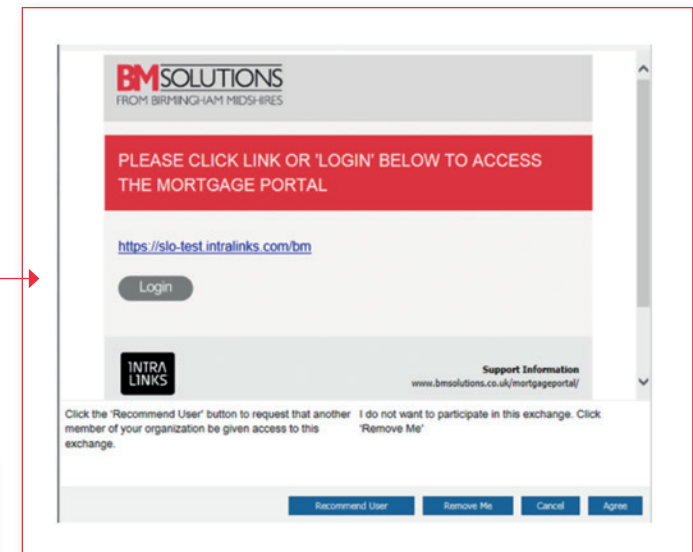 BM SOLUTIONS
FROM BIRMINGHAM MIDSHIRES
PLEASE CLICK LINK OR 'LOGIN' BELOW TO ACCESS
THE MORTGAGE PORTAL
https://slo-test.intralinks.com/bm
Login
INTRA
LINKS
Support Information
www.bmsolutions.co.uk/mortgageportal/
Click the 'Recommend User' button to request that another
member of your organization be given access to this
exchange.
I do not want to participate in this exchange. Click
'Remove Me'
Recommend User
Remove Me
Cancel
Agree